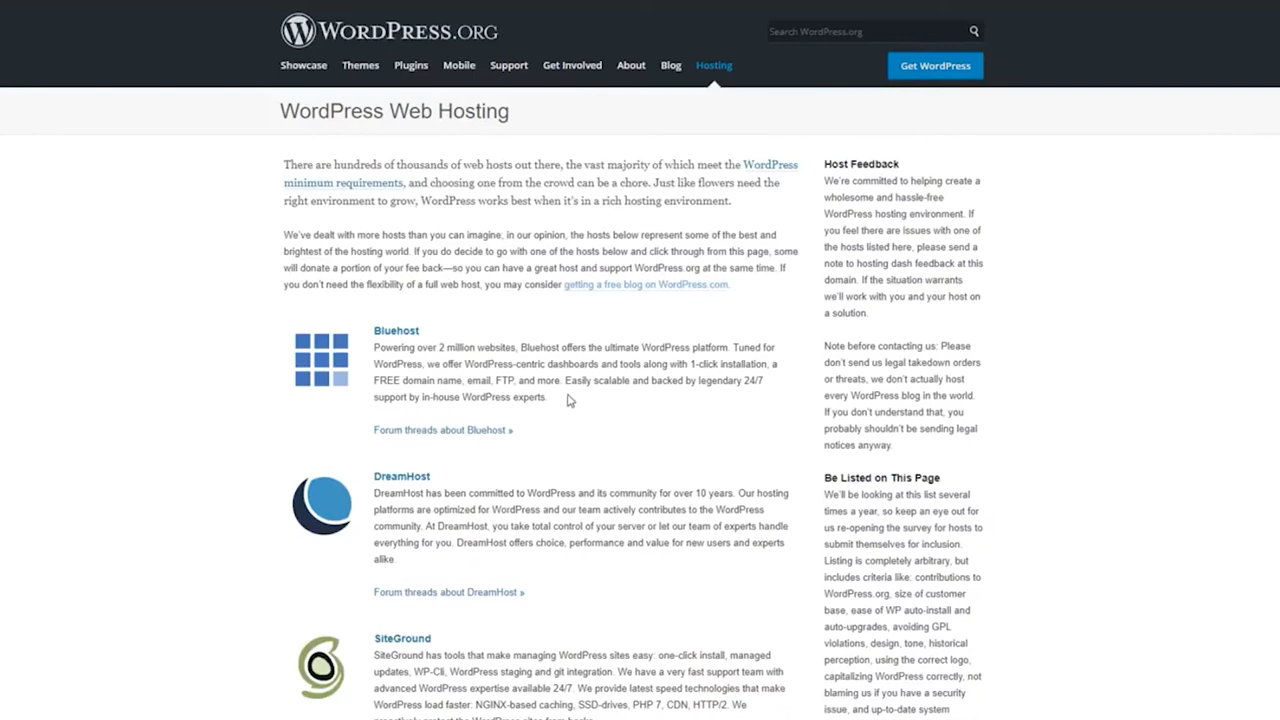 WORDPRESS.ORG
Search WordPress.org
Showcase Themes Plugins Mobile Support Get Involved About Blog Hosting
Get WordPress
WordPress Web Hosting
There are hundreds of thousands of web hosts out there, the vast majority of which meet the WordPress
minimum requirements, and choosing one from the crowd can be a chore. Just like flowers need the
right environment to grow, WordPress works best when it's in a rich hosting environment.
We've dealt with more hosts than you can imagine; in our opinion, the hosts below represent some of the best and
brightest of the hosting world. If you do decide to go with one of the hosts below and click through from this page, some
will donate a portion of your fee back—so you can have a great host and support WordPress.org at the same time. If
you don't need the flexibility of a full web host, you may consider getting a free blog on WordPress.com.
Bluehost
Powering over 2 million websites, Bluehost offers the ultimate WordPress platform. Tuned for
WordPress, we offer WordPress-centric dashboards and tools along with 1-click installation, a
FREE domain name, email, FTP, and more. Easily scalable and backed by legendary 24/7
support by in-house WordPress experts.
Forum threads about Bluehost »
DreamHost
DreamHost has been committed to WordPress and its community for over 10 years. Our hosting
platforms are optimized for WordPress and our team actively contributes to the WordPress
community. At DreamHost, you take total control of your server or let our team of experts handle
everything for you. DreamHost offers choice, performance and value for new users and experts
alike.
Forum threads about DreamHost »
SiteGround
SiteGround has tools that make managing WordPress sites easy: one-click install, managed
updates, WP-Cli, WordPress staging and git integration. We have a very fast support team with
advanced WordPress expertise available 24/7. We provide latest speed technologies that make
WordPress load faster: NGINX-based caching, SSD-drives, PHP 7, CDN, HTTP/2. We
proactively protect the WordPress sites from hacks.
Host Feedback
We're committed to helping create a
wholesome and hassle-free
WordPress hosting environment. If
you feel there are issues with one of
the hosts listed here, please send a
note to hosting dash feedback at this
domain. If the situation warrants
we'll work with you and your host on
a solution.
Note before contacting us: Please
don't send us legal takedown orders
or threats, we don't actually host
every WordPress blog in the world.
If you don't understand that, you
probably shouldn't be sending legal
notices anyway.
Be Listed on This Page
We'll be looking at this list several
times a year, so keep an eye out for
us re-opening the survey for hosts to
submit themselves for inclusion.
Listing is completely arbitrary, but
includes criteria like: contributions to
WordPress.org, size of customer
base, ease of WP auto-install and
auto-upgrades, avoiding GPL
violations, design, tone, historical
perception, using the correct logo,
capitalizing WordPress correctly, not
blaming us if you have a security
issue, and up-to-date system